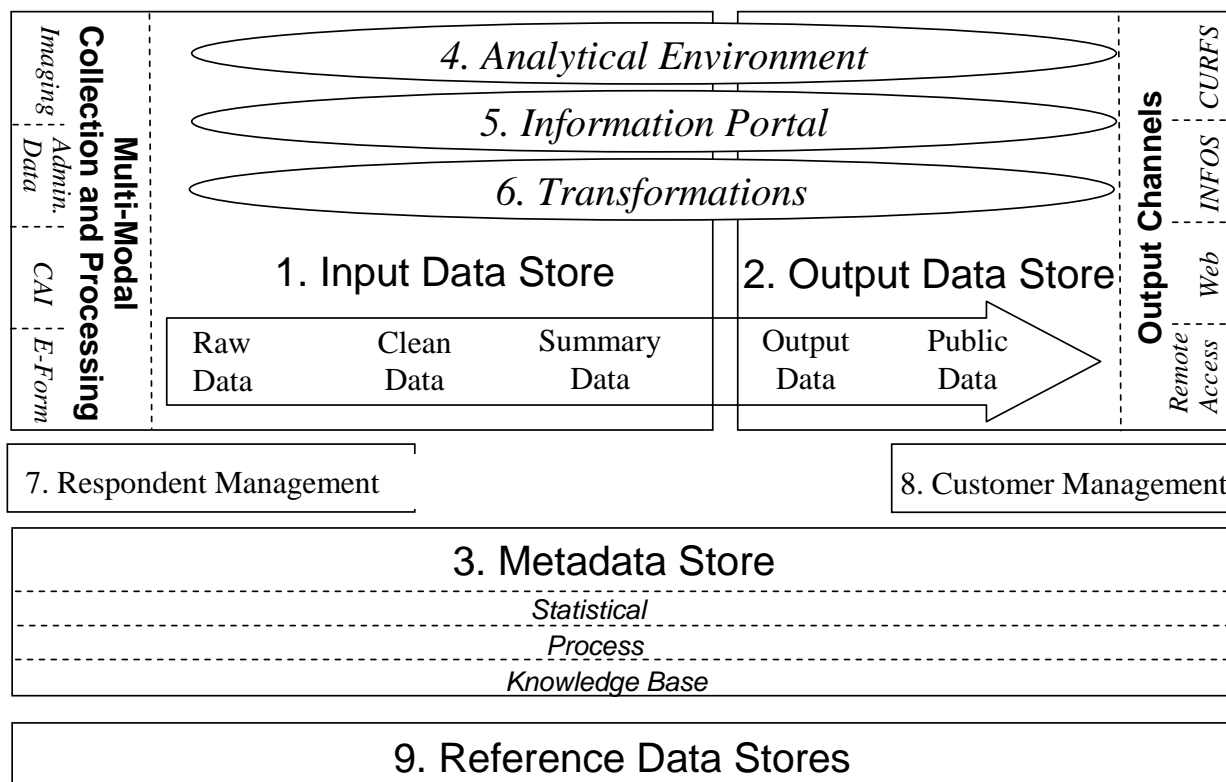 Multi-Modal
Collection and Processing
Imaging
Admin.
Data
CAI
E-Form
4. Analytical Environment
5. Information Portal
6. Transformations
1. Input Data Store
2. Output Data Store
Raw
Data
Clean
Data
Summary
Data
Output
Data
Public
Data
Output Channels
CURFS
INFOS
Web
Remote
Access
7. Respondent Management
8. Customer Management
3. Metadata Store
Statistical
Process
Knowledge Base
9. Reference Data Stores